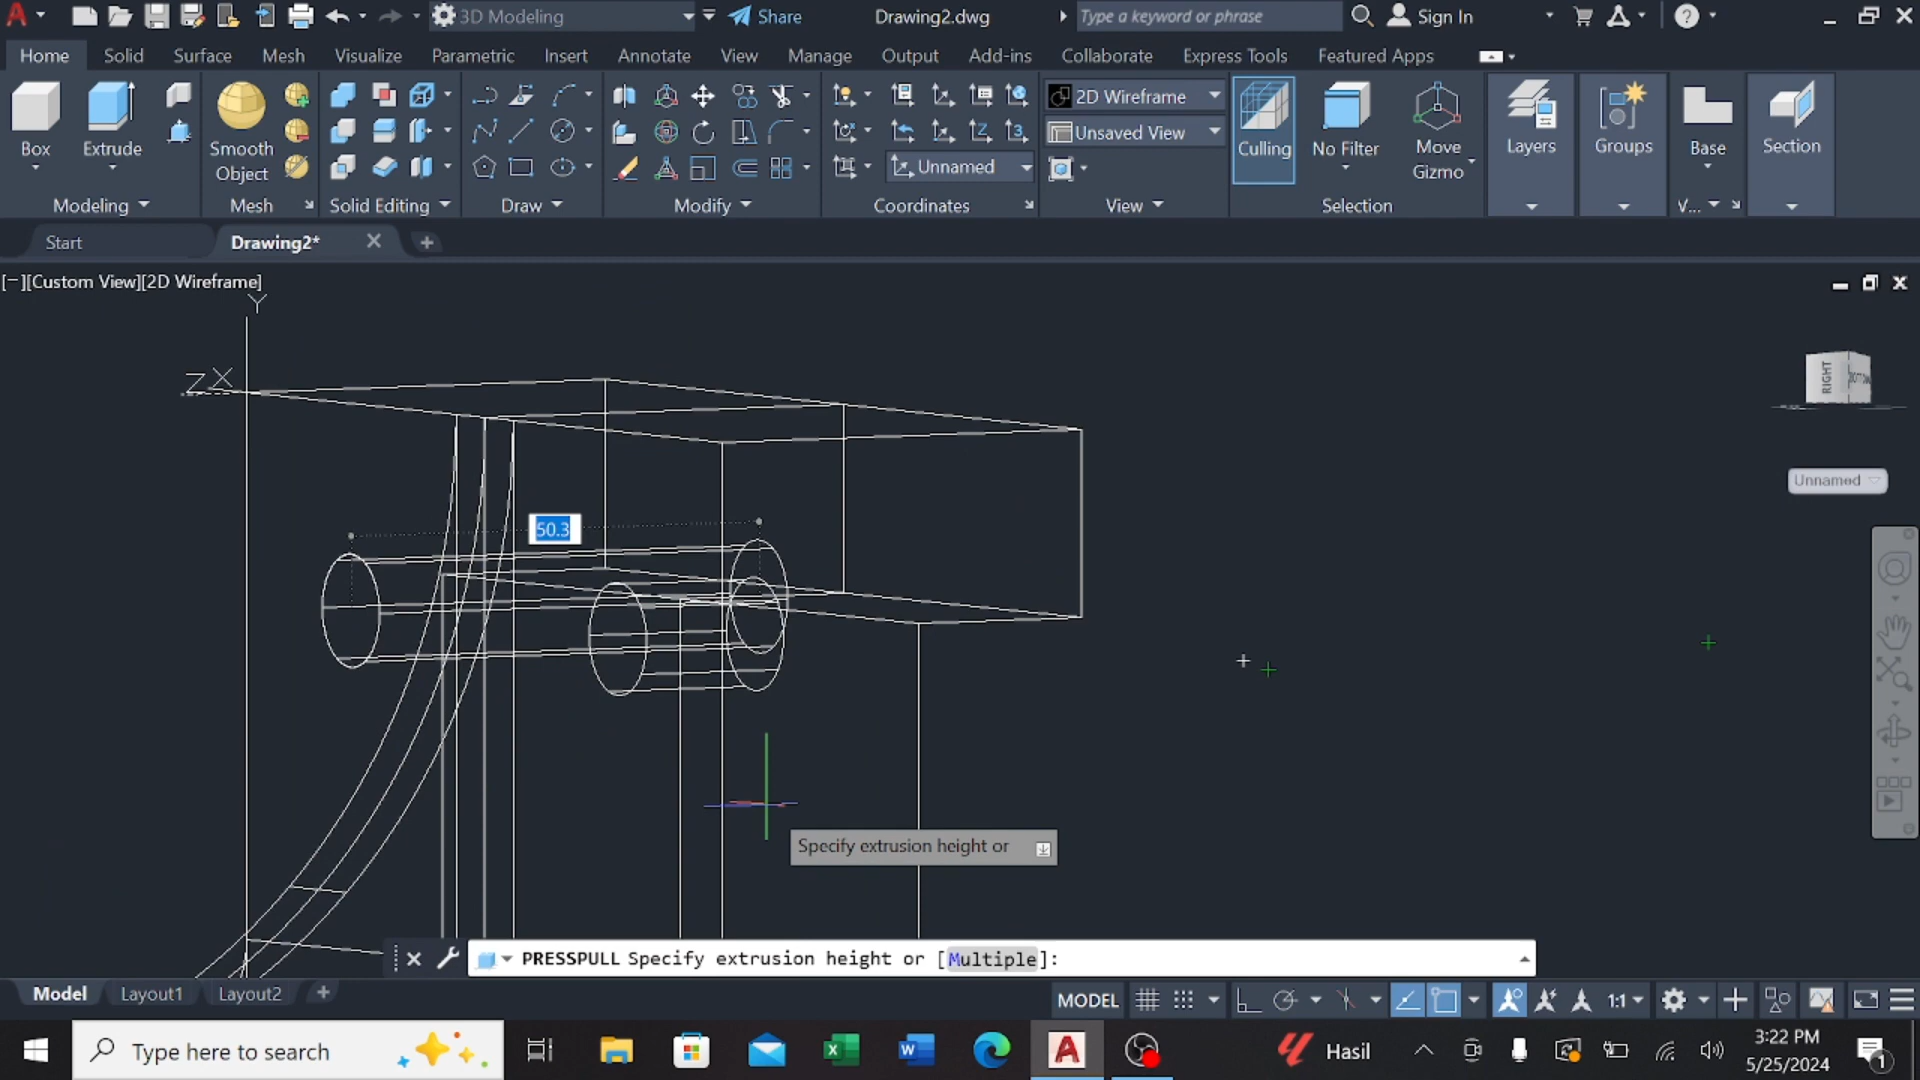 3D Modeling
Share
Drawing2.dwg
Type a keyword or phrase
Sign In
Home
Solid
Surface
Mesh
Visualize
Parametric
Insert
Annotate
View
Manage
Output
Add-ins
Collaborate
Express Tools
Featured Apps
2D Wireframe
Unsaved View
Unnamed
Box
Extrude
Smooth
Object
Culling
No Filter
Move
Gizmo
Layers
Groups
Base
Section
Modeling
Mesh
Solid Editing
Draw
Modify
Coordinates
View
Selection
V...
Start
Drawing2*
[−][Custom View][2D Wireframe]
Y
Z X
RIGHT
BOTTOM
Unnamed
50.3
Specify extrusion height or
PRESSPULL Specify extrusion height or [Multiple]:
Model
Layout1
Layout2
MODEL
1:1
Type here to search
Hasil
3:22 PM
5/25/2024
1